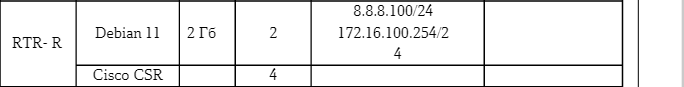 8.8.8.100/24
RTR- R Debian 11 2 Гб 2 172.16.100.254/2
4
Cisco CSR 4